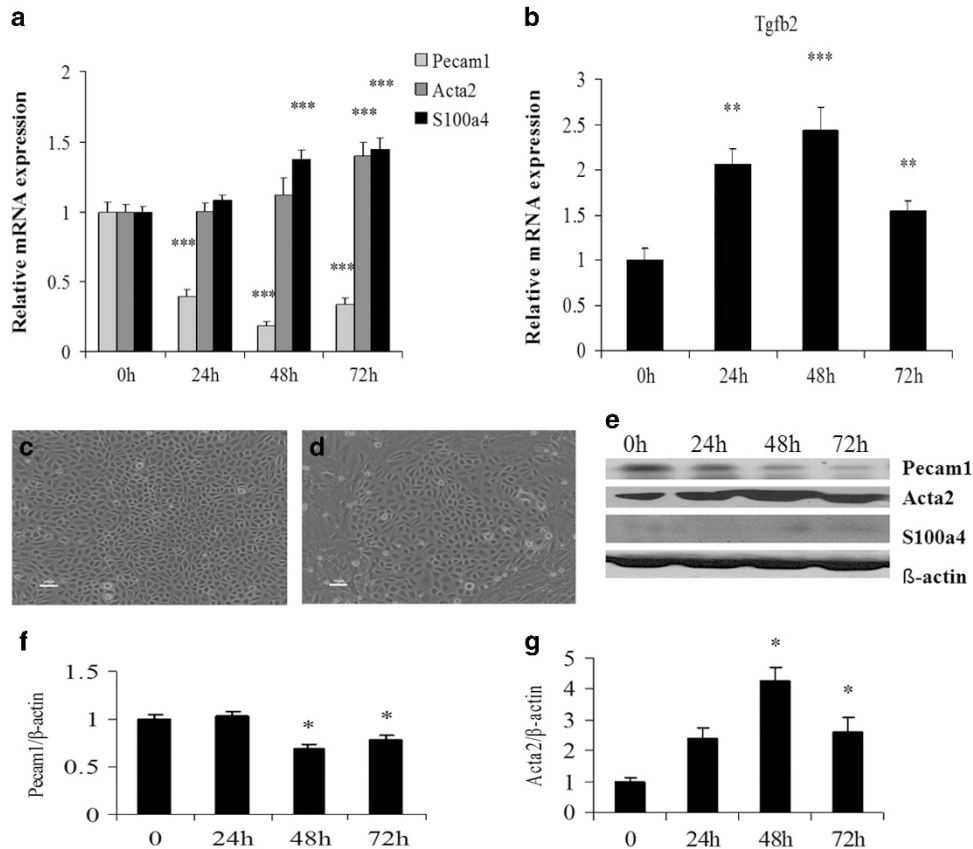 a
Relative mRNA expression
2
1.5
1
0.5
0
***
***
***
***
***
***
0h
24h
48h
72h
Pecam1
Acta2
S100a4
b
Tgfb2
Relative mRNA expression
3
2.5
2
1.5
1
0.5
0
**
***
**
0h
24h
48h
72h
c
d
e
0h 24h 48h 72h
Pecam1
Acta2
S100a4
ß-actin
f
Pecam1/β-actin
1.5
1
0.5
0
*
*
0
24h
48h
72h
g
Acta2/β-actin
5
4
3
2
1
0
*
*
0
24h
48h
72h